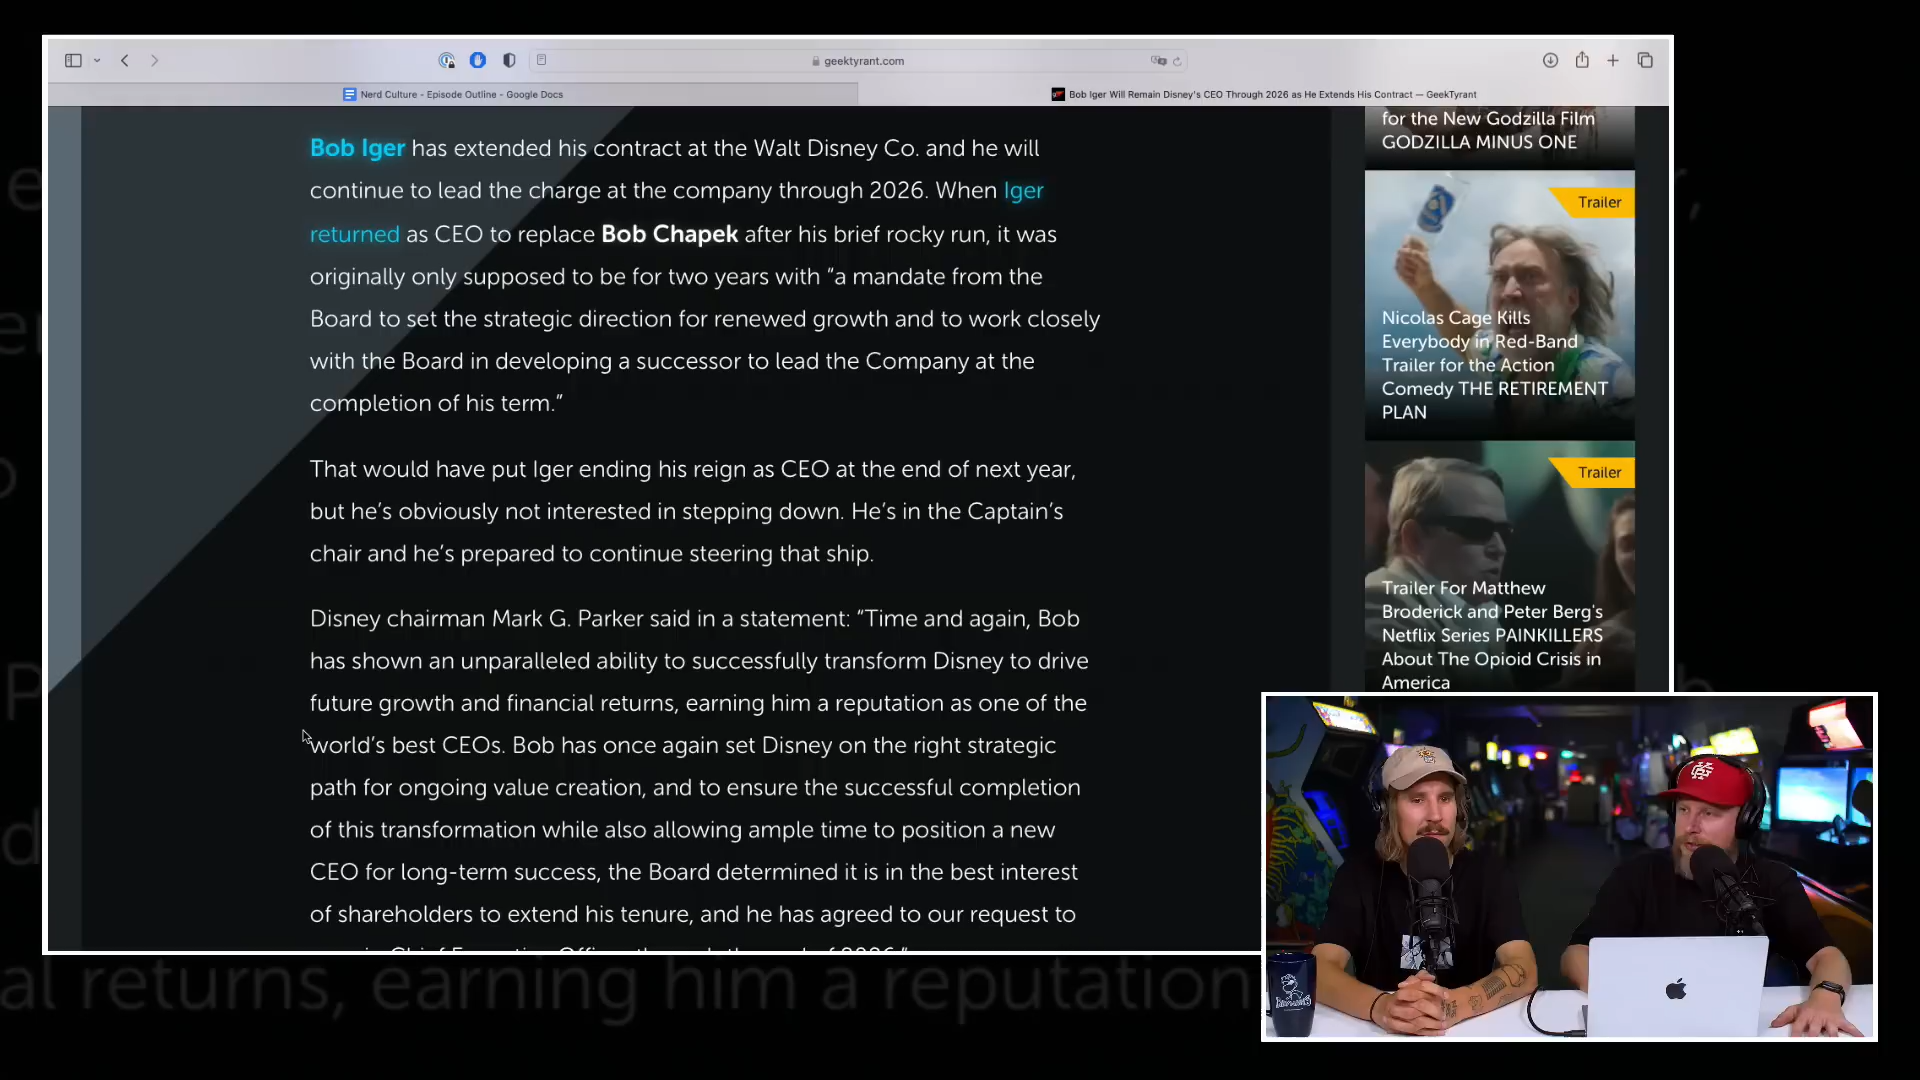 geektyrant.com
Nerd Culture - Episode Outline - Google Docs
Bob Iger Will Remain Disney's CEO Through 2026 as He Extends His Contract — GeekTyrant
Bob Iger has extended his contract at the Walt Disney Co. and he will
continue to lead the charge at the company through 2026. When Iger
returned as CEO to replace Bob Chapek after his brief rocky run, it was
originally only supposed to be for two years with “a mandate from the
Board to set the strategic direction for renewed growth and to work closely
with the Board in developing a successor to lead the Company at the
completion of his term.”
That would have put Iger ending his reign as CEO at the end of next year,
but he’s obviously not interested in stepping down. He’s in the Captain’s
chair and he’s prepared to continue steering that ship.
Disney chairman Mark G. Parker said in a statement: “Time and again, Bob
has shown an unparalleled ability to successfully transform Disney to drive
future growth and financial returns, earning him a reputation as one of the
world’s best CEOs. Bob has once again set Disney on the right strategic
path for ongoing value creation, and to ensure the successful completion
of this transformation while also allowing ample time to position a new
CEO for long-term success, the Board determined it is in the best interest
of shareholders to extend his tenure, and he has agreed to our request to
for the New Godzilla Film
GODZILLA MINUS ONE
Trailer
Nicolas Cage Kills
Everybody in Red-Band
Trailer for the Action
Comedy THE RETIREMENT
PLAN
Trailer
Trailer For Matthew
Broderick and Peter Berg's
Netflix Series PAINKILLERS
About The Opioid Crisis in
America
al returns, earning him a reputation